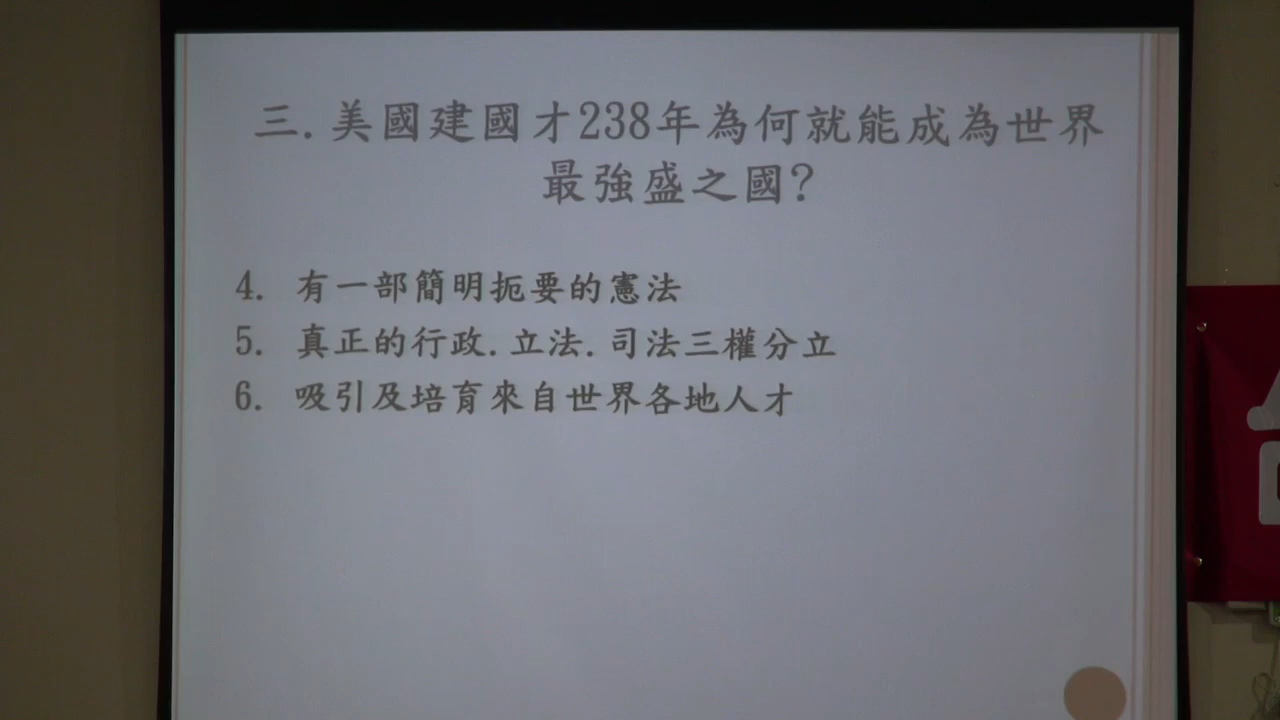 三.美國建國才238年為何就能成為世界
最強盛之國?
4. 有一部簡明扼要的憲法
5. 真正的行政.立法.司法三權分立
6. 吸引及培育來自世界各地人才